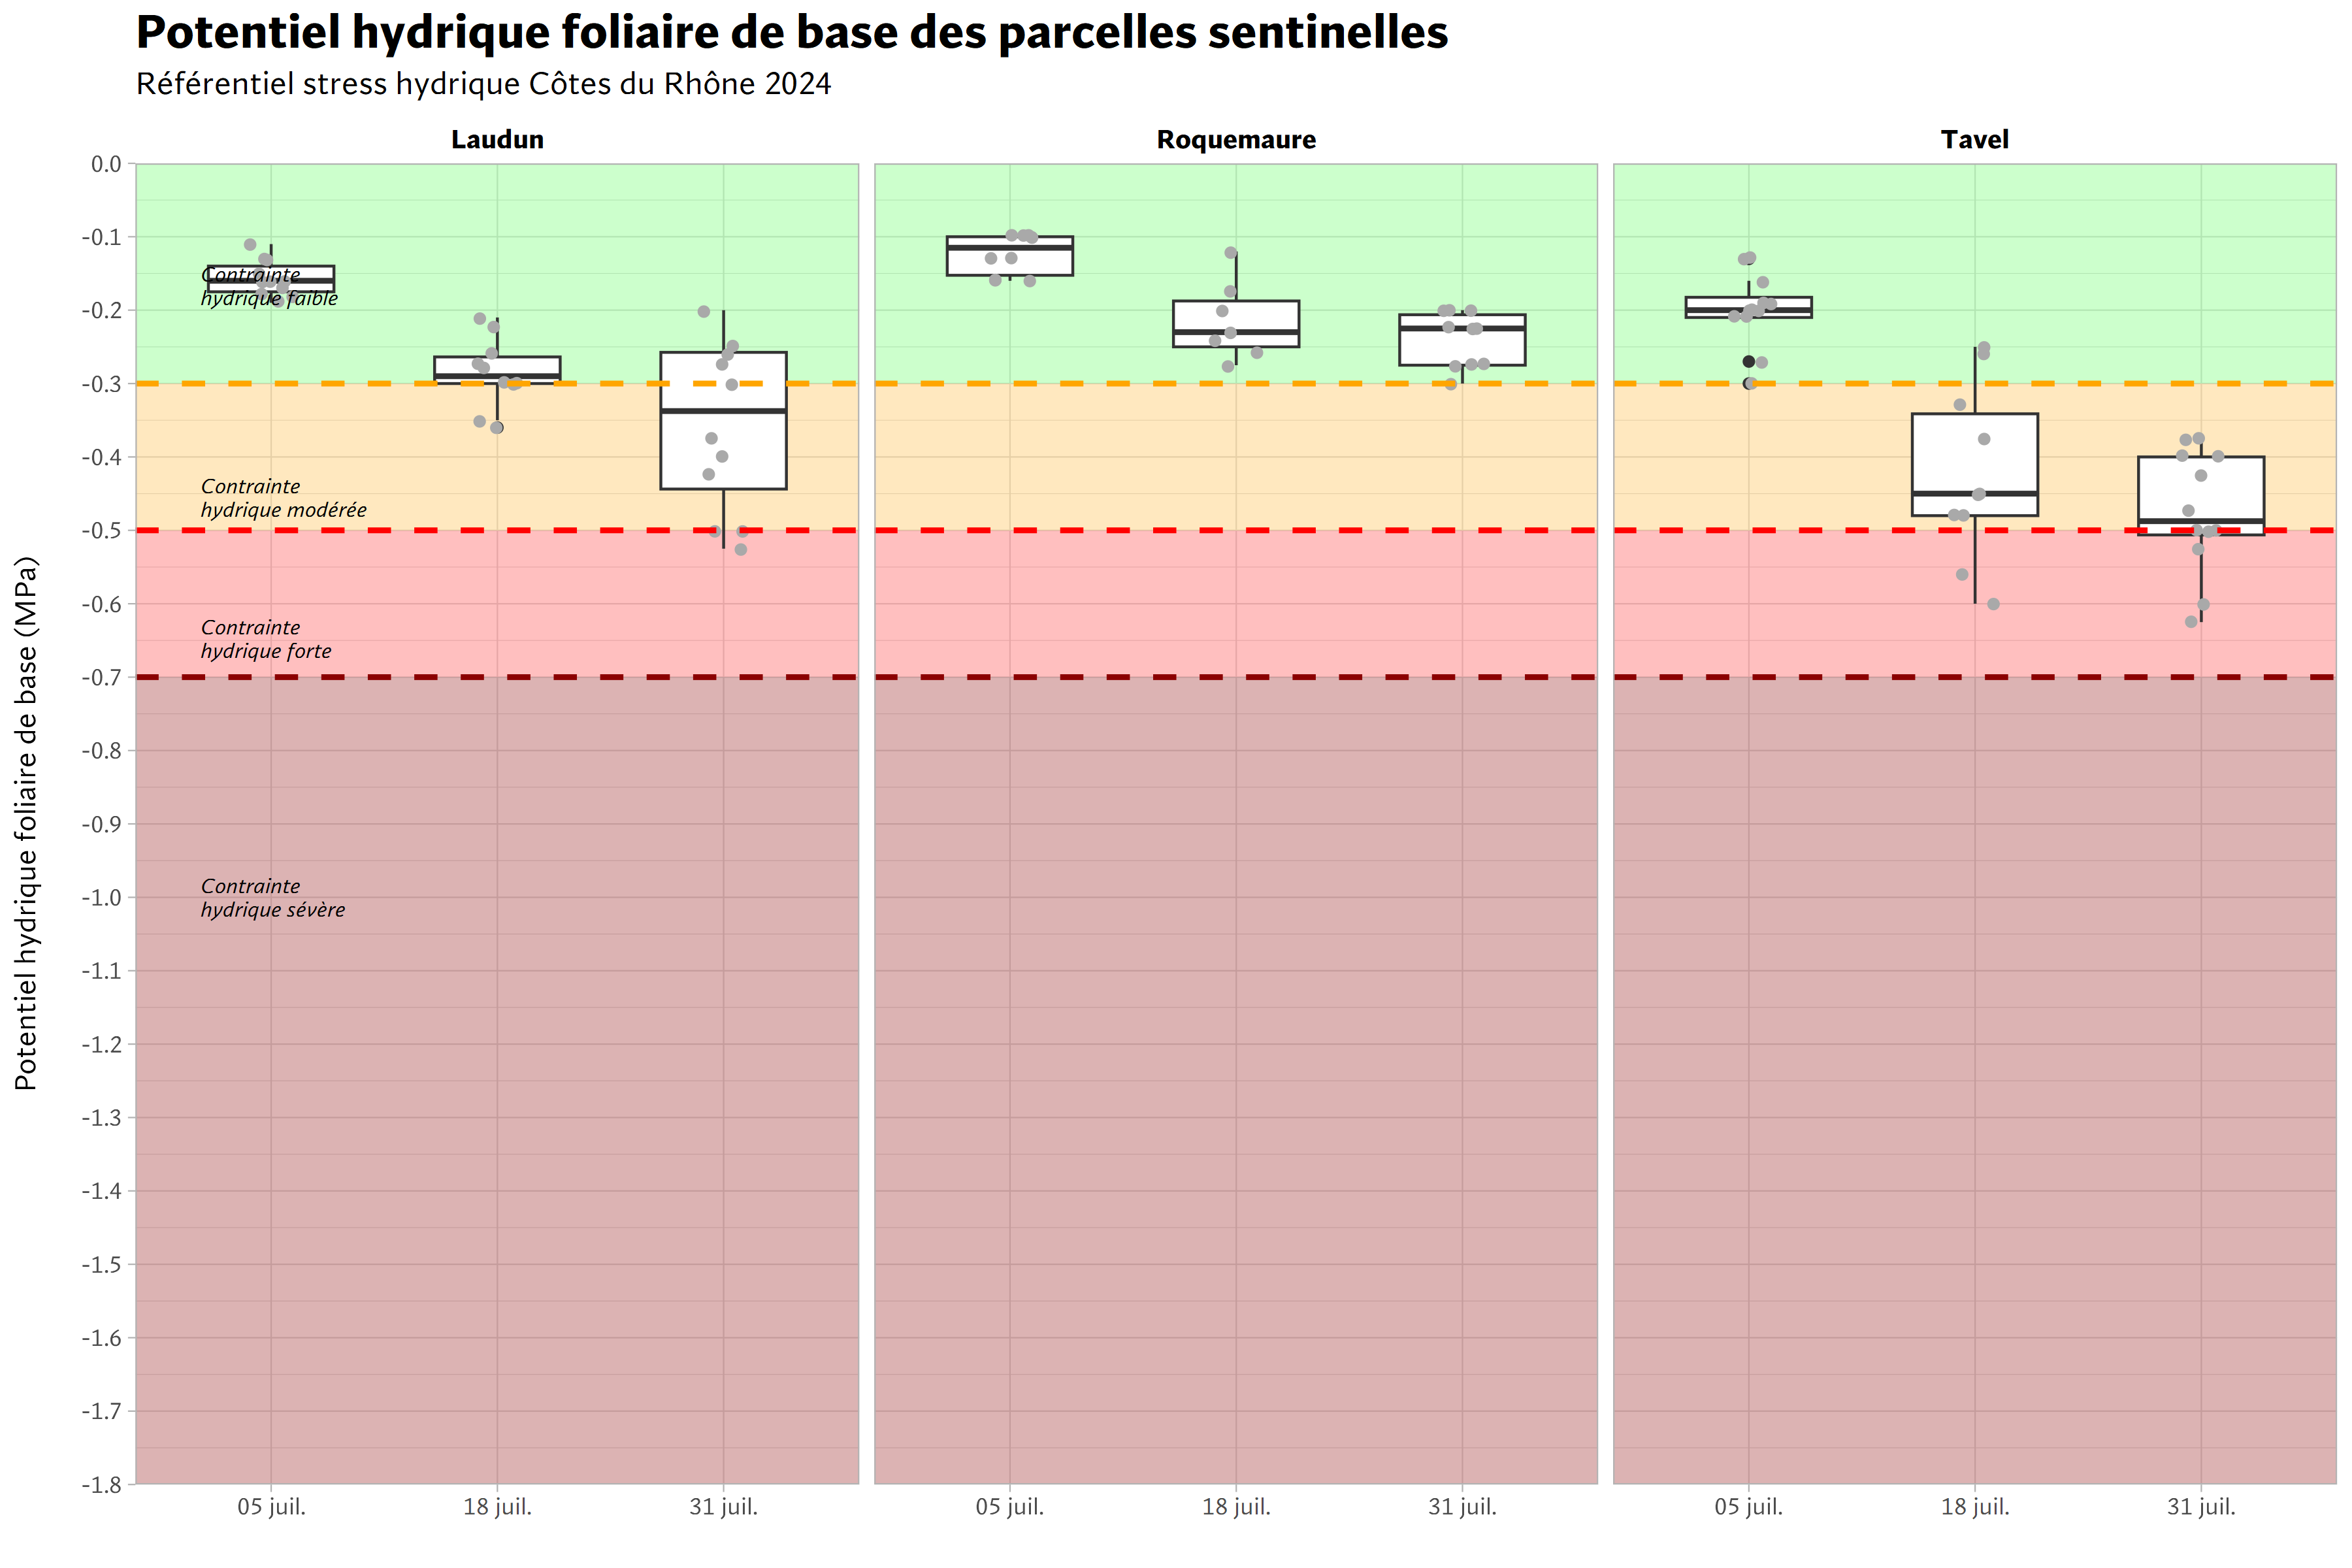 Potentiel hydrique foliaire de base des parcelles sentinelles
Référentiel stress hydrique Côtes du Rhône 2024
Laudun
Roquemaure
Tavel
Potentiel hydrique foliaire de base (MPa)
0.0
-0.1
-0.2
-0.3
-0.4
-0.5
-0.6
-0.7
-0.8
-0.9
-1.0
-1.1
-1.2
-1.3
-1.4
-1.5
-1.6
-1.7
-1.8
Contrainte
hydrique faible
Contrainte
hydrique modérée
Contrainte
hydrique forte
Contrainte
hydrique sévère
05 juil.
18 juil.
31 juil.
05 juil.
18 juil.
31 juil.
05 juil.
18 juil.
31 juil.